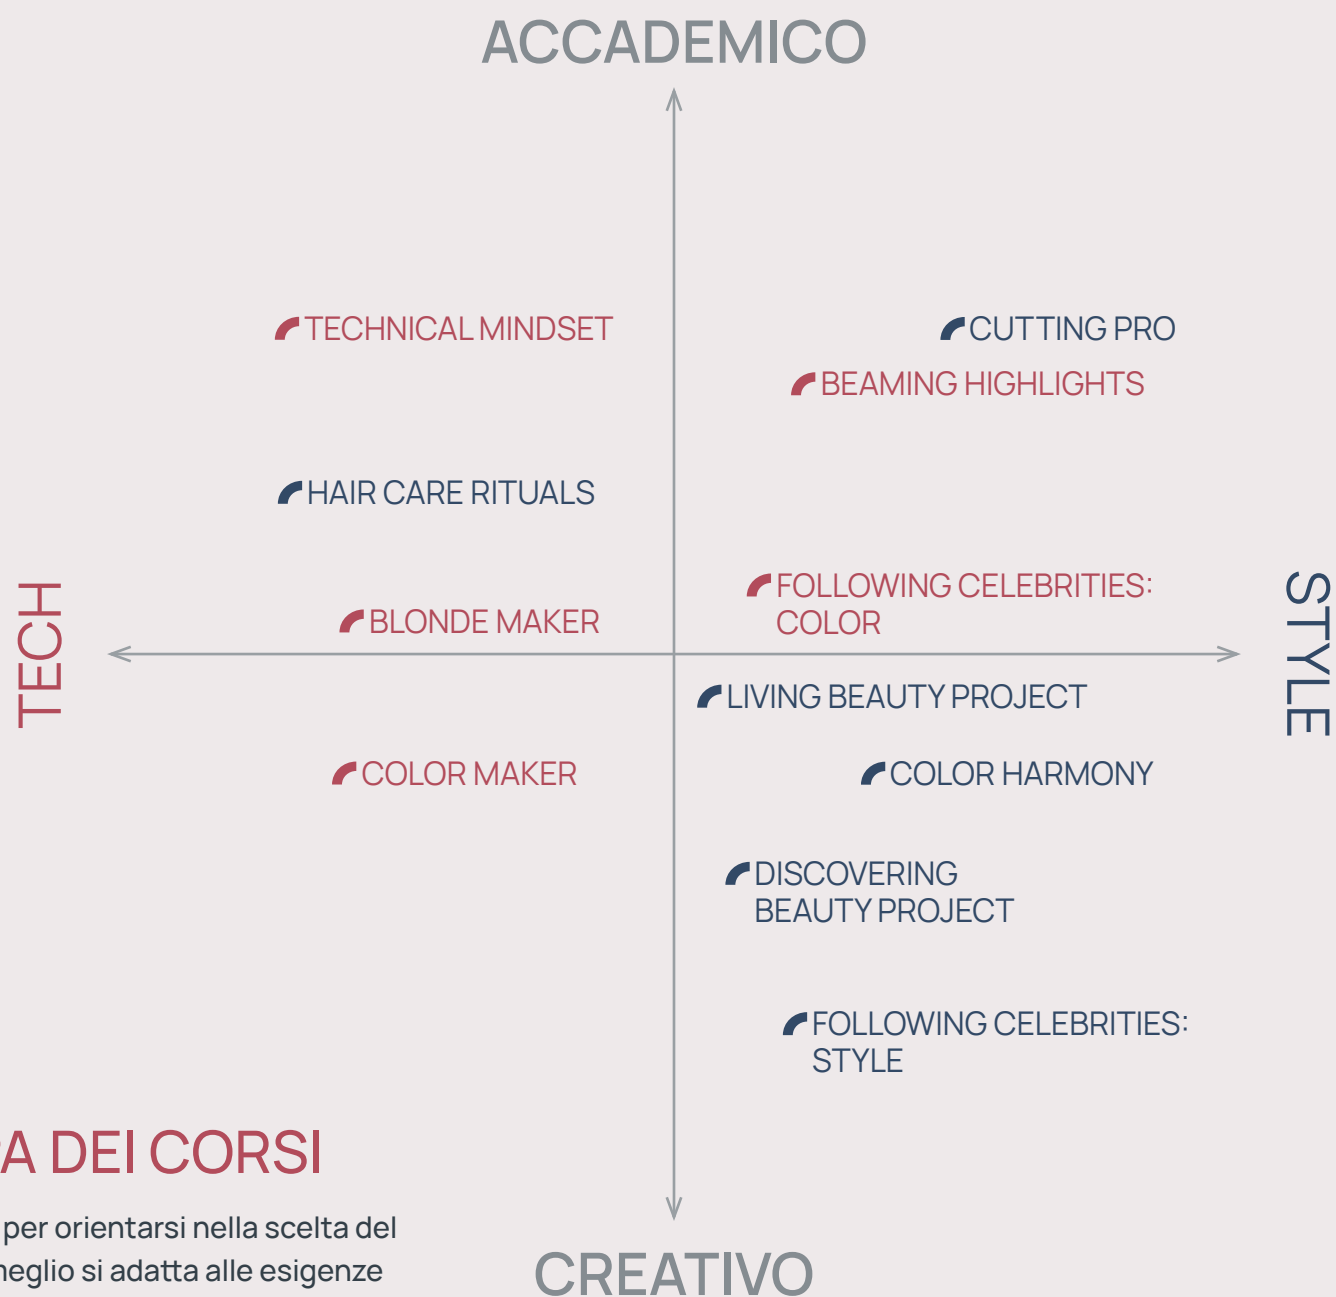 ACCADEMICO
TECHNICAL MINDSET
CUTTING PRO
BEAMING HIGHLIGHTS
HAIR CARE RITUALS
TECH
STYLE
FOLLOWING CELEBRITIES:
COLOR
BLONDE MAKER
LIVING BEAUTY PROJECT
COLOR MAKER
COLOR HARMONY
DISCOVERING
BEAUTY PROJECT
FOLLOWING CELEBRITIES:
STYLE
DEI CORSI
per orientarsi nella scelta del
si adatta alle esigenze
CREATIVO